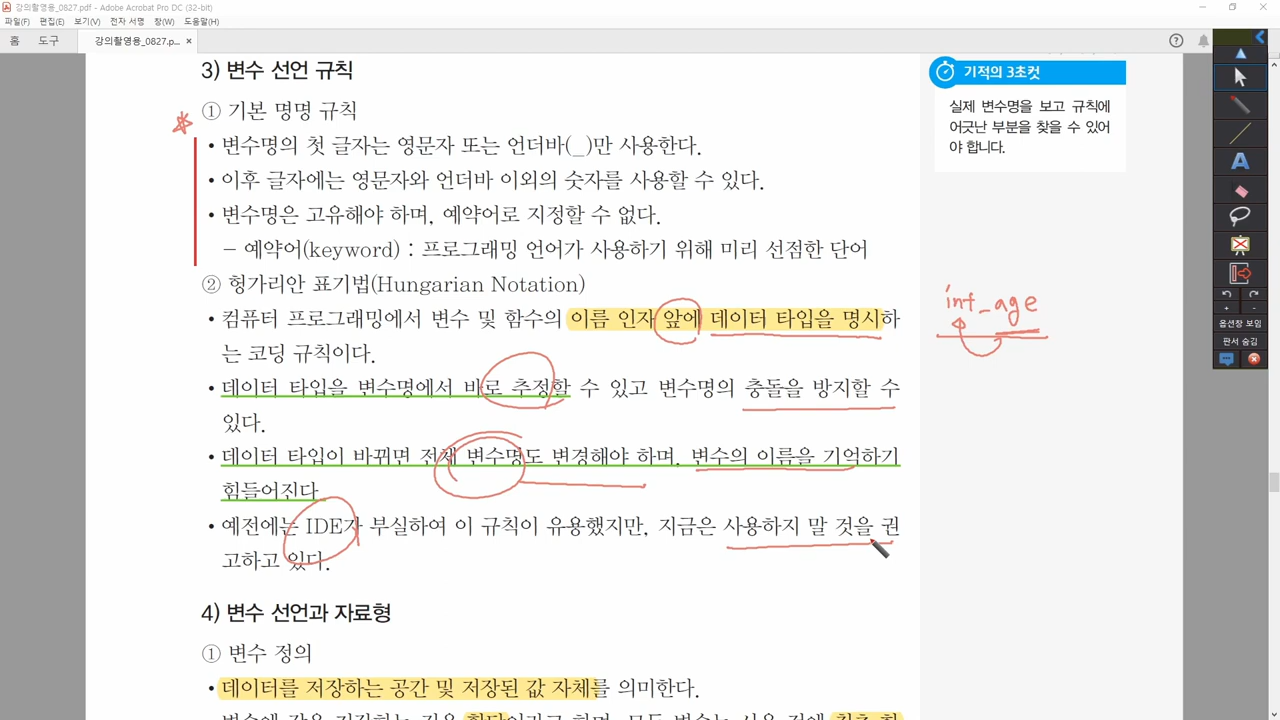 강의촬영용_0827.pdf - Adobe Acrobat Pro DC (32-bit)
파일(F) 편집(E) 보기(V) 전자 서명 창(W) 도움말(H)
홈 도구 강의촬영용_0827.p... ×
3) 변수 선언 규칙
① 기본 명명 규칙
• 변수명의 첫 글자는 영문자 또는 언더바(_)만 사용한다.
• 이후 글자에는 영문자와 언더바 이외의 숫자를 사용할 수 있다.
• 변수명은 고유해야 하며, 예약어로 지정할 수 없다.
– 예약어(keyword) : 프로그래밍 언어가 사용하기 위해 미리 선점한 단어
② 헝가리안 표기법(Hungarian Notation)
• 컴퓨터 프로그래밍에서 변수 및 함수의 이름 인자 앞에 데이터 타입을 명시하
는 코딩 규칙이다.
• 데이터 타입을 변수명에서 바로 추정할 수 있고 변수명의 충돌을 방지할 수
있다.
• 데이터 타입이 바뀌면 전체 변수명도 변경해야 하며, 변수의 이름을 기억하기
힘들어진다.
• 예전에는 IDE가 부실하여 이 규칙이 유용했지만, 지금은 사용하지 말 것을 권
고하고 있다.
4) 변수 선언과 자료형
① 변수 정의
• 데이터를 저장하는 공간 및 저장된 값 자체를 의미한다.
기적의 3초컷
실제 변수명을 보고 규칙에
어긋난 부분을 찾을 수 있어
야 합니다.
int_age
A
옵션창 보임
판서 숨김